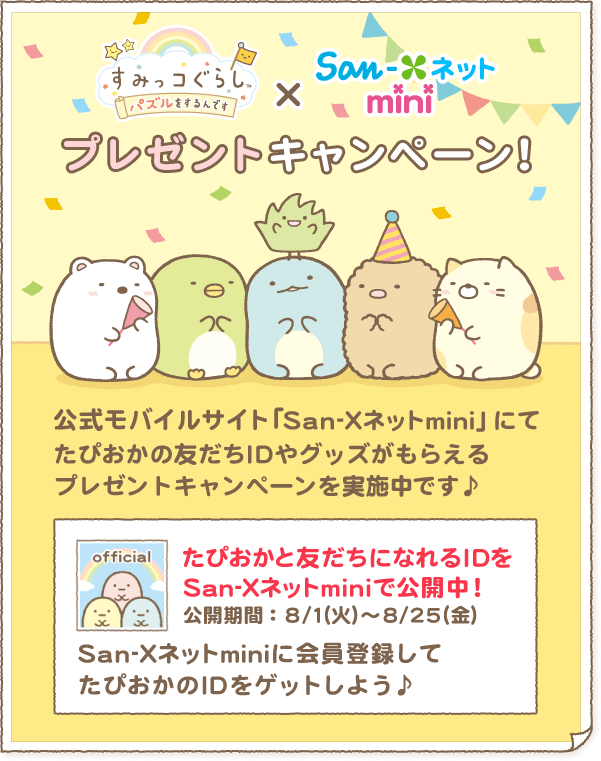 すみっコぐらし™
パズルをするんです
×
San-Xネット
mini
プレゼントキャンペーン!
公式モバイルサイト「San-Xネットmini」にて
たぴおかの友だちIDやグッズがもらえる
プレゼントキャンペーンを実施中です♪
official
たぴおかと友だちになれるIDを
San-Xネットminiで公開中!
公開期間：8/1(火)～8/25(金)
San-Xネットminiに会員登録して
たぴおかのIDをゲットしよう♪